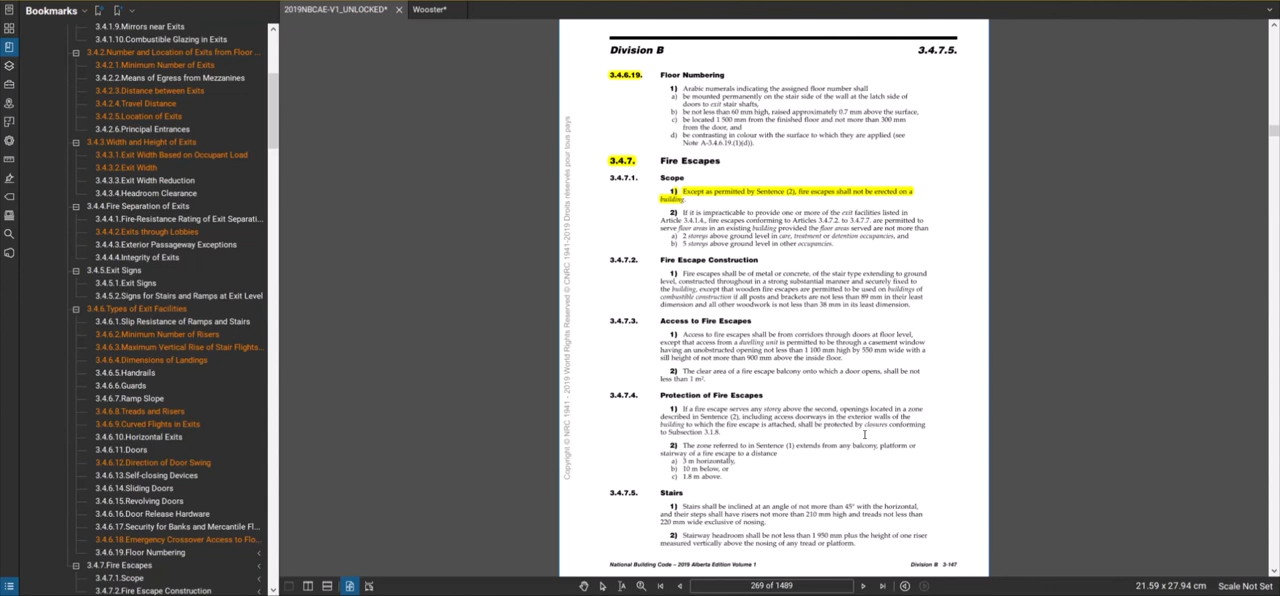 Bookmarks
3.4.1.9.Mirrors near Exits
3.4.1.10.Combustible Glazing in Exits
3.4.2.Number and Location of Exits from Floor ...
3.4.2.1.Minimum Number of Exits
3.4.2.2.Means of Egress from Mezzanines
3.4.2.3.Distance between Exits
3.4.2.4.Travel Distance
3.4.2.5.Location of Exits
3.4.2.6.Principal Entrances
3.4.3.Width and Height of Exits
3.4.3.1.Exit Width Based on Occupant Load
3.4.3.2.Exit Width
3.4.3.3.Exit Width Reduction
3.4.3.4.Headroom Clearance
3.4.4.Fire Separation of Exits
3.4.4.1.Fire-Resistance Rating of Exit Separati...
3.4.4.2.Exits through Lobbies
3.4.4.3.Exterior Passageway Exceptions
3.4.4.4.Integrity of Exits
3.4.5.Exit Signs
3.4.5.1.Exit Signs
3.4.5.2.Signs for Stairs and Ramps at Exit Level
3.4.6.Types of Exit Facilities
3.4.6.1.Slip Resistance of Ramps and Stairs
3.4.6.2.Minimum Number of Risers
3.4.6.3.Maximum Vertical Rise of Stair Flights...
3.4.6.4.Dimensions of Landings
3.4.6.5.Handrails
3.4.6.6.Guards
3.4.6.7.Ramp Slope
3.4.6.8.Treads and Risers
3.4.6.9.Curved Flights in Exits
3.4.6.10.Horizontal Exits
3.4.6.11.Doors
3.4.6.12.Direction of Door Swing
3.4.6.13.Self-closing Devices
3.4.6.14.Sliding Doors
3.4.6.15.Revolving Doors
3.4.6.16.Door Release Hardware
3.4.6.17.Security for Banks and Mercantile Fl...
3.4.6.18.Emergency Crossover Access to Flo...
3.4.6.19.Floor Numbering
3.4.7.Fire Escapes
3.4.7.1.Scope
3.4.7.2.Fire Escape Construction
2019NBCAE-V1_UNLOCKED*
Wooster*
Division B 3.4.7.5.
3.4.6.19. Floor Numbering
1) Arabic numerals indicating the assigned floor number shall
a) be mounted permanently on the stair side of the wall at the latch side of
doors to exit stair shafts,
b) be not less than 60 mm high, raised approximately 0.7 mm above the surface,
c) be located 1 500 mm from the finished floor and not more than 300 mm
from the door, and
d) be contrasting in colour with the surface to which they are applied (see
Note A-3.4.6.19.(1)(d)).
3.4.7. Fire Escapes
3.4.7.1. Scope
1) Except as permitted by Sentence (2), fire escapes shall not be erected on a
building.
2) If it is impracticable to provide one or more of the exit facilities listed in
Article 3.4.1.4., fire escapes conforming to Articles 3.4.7.2. to 3.4.7.7. are permitted to
serve floor areas in an existing building provided the floor areas served are not more than
a) 2 storeys above ground level in care, treatment or detention occupancies, and
b) 5 storeys above ground level in other occupancies.
3.4.7.2. Fire Escape Construction
1) Fire escapes shall be of metal or concrete, of the stair type extending to ground
level, constructed throughout in a strong substantial manner and securely fixed to
the building, except that wooden fire escapes are permitted to be used on buildings of
combustible construction if all posts and brackets are not less than 89 mm in their least
dimension and all other woodwork is not less than 38 mm in its least dimension.
3.4.7.3. Access to Fire Escapes
1) Access to fire escapes shall be from corridors through doors at floor level,
except that access from a dwelling unit is permitted to be through a casement window
having an unobstructed opening not less than 1 100 mm high by 550 mm wide with a
sill height of not more than 900 mm above the inside floor.
2) The clear area of a fire escape balcony onto which a door opens, shall be not
less than 1 m².
3.4.7.4. Protection of Fire Escapes
1) If a fire escape serves any storey above the second, openings located in a zone
described in Sentence (2), including access doorways in the exterior walls of the
building to which the fire escape is attached, shall be protected by closures conforming
to Subsection 3.1.8.
2) The zone referred to in Sentence (1) extends from any balcony, platform or
stairway of a fire escape to a distance
a) 3 m horizontally,
b) 10 m below, or
c) 1.8 m above.
3.4.7.5. Stairs
1) Stairs shall be inclined at an angle of not more than 45° with the horizontal,
and their steps shall have risers not more than 210 mm high and treads not less than
220 mm wide exclusive of nosing.
2) Stairway headroom shall be not less than 1 950 mm plus the height of one riser
measured vertically above the nosing of any tread or platform.
National Building Code – 2019 Alberta Edition Volume 1 Division B 3-147
Copyright © NRC 1941 - 2019 World Rights Reserved © CNRC 1941-2019 Droits réservés pour tous pays
269 of 1489
21.59 x 27.94 cm Scale Not Set